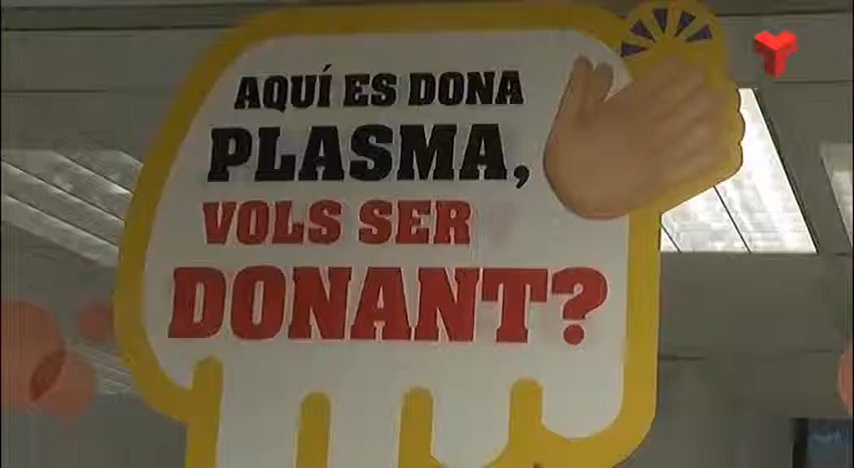 AQUÍ ES DONA
PLASMA,
VOLS SER
DONANT?